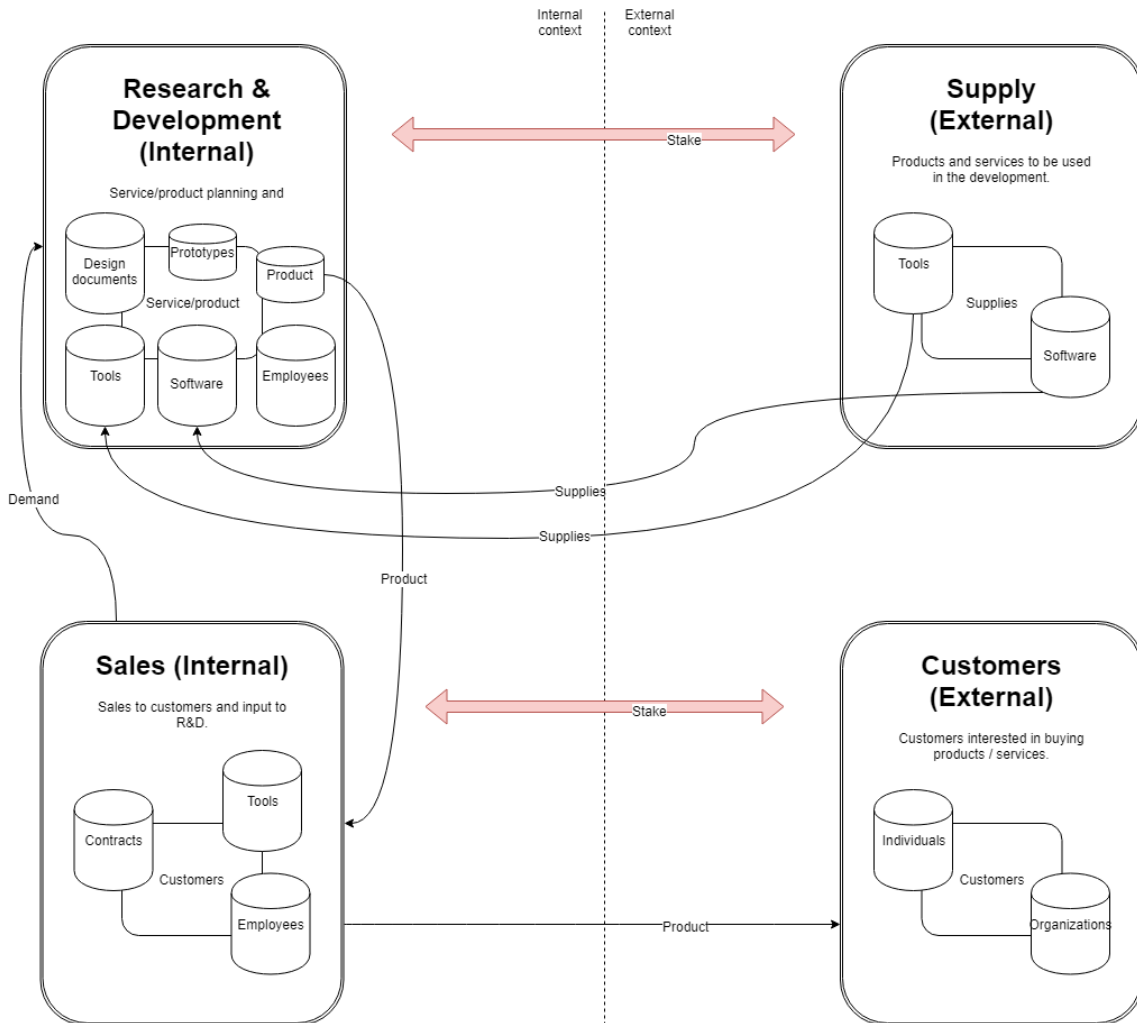 Internal
context
External
context
Research &
Development
(Internal)
Service/product planning and
Design
documents
Prototypes
Product
Service/product
Tools
Software
Employees
Stake
Supply
(External)
Products and services to be used
in the development.
Tools
Supplies
Software
Demand
Supplies
Supplies
Product
Sales (Internal)
Sales to customers and input to
R&D.
Tools
Contracts
Customers
Employees
Stake
Product
Customers
(External)
Customers interested in buying
products / services.
Individuals
Customers
Organizations